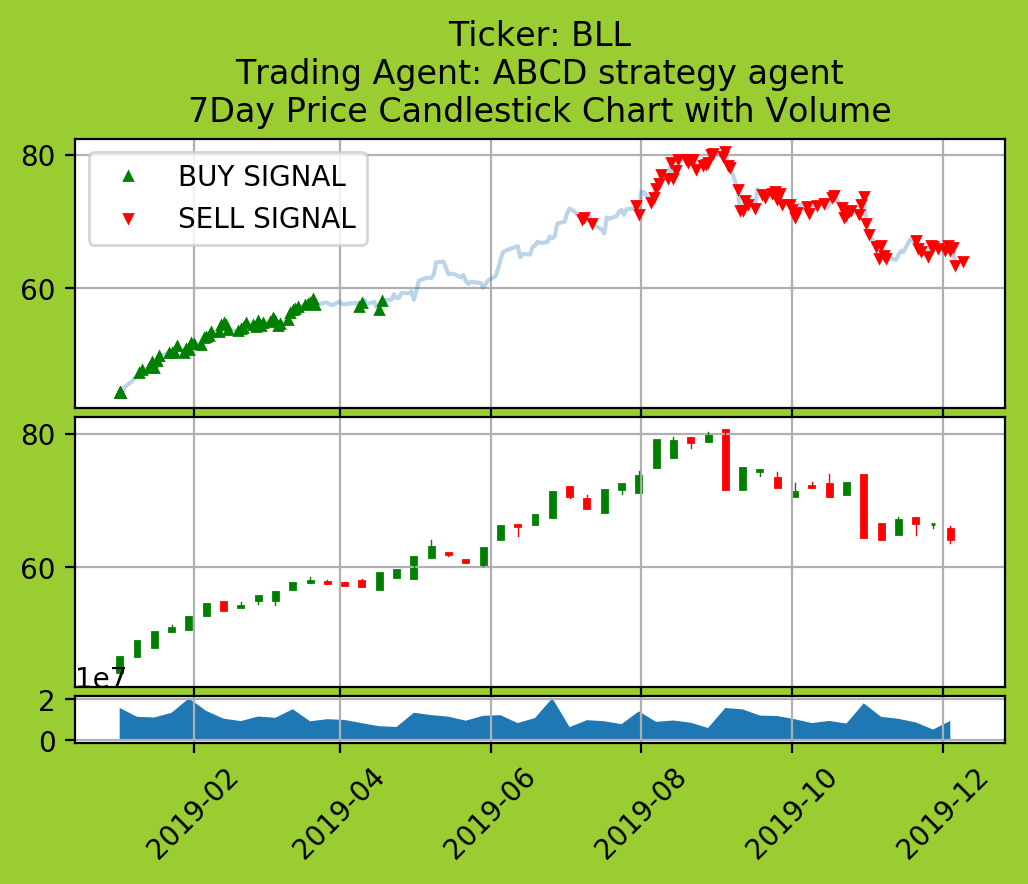 Ticker: BLL
Trading Agent: ABCD strategy agent
7Day Price Candlestick Chart with Volume
80
60
BUY SIGNAL
SELL SIGNAL
80
60
1e7
2
0
2019-02
2019-04
2019-06
2019-08
2019-10
2019-12